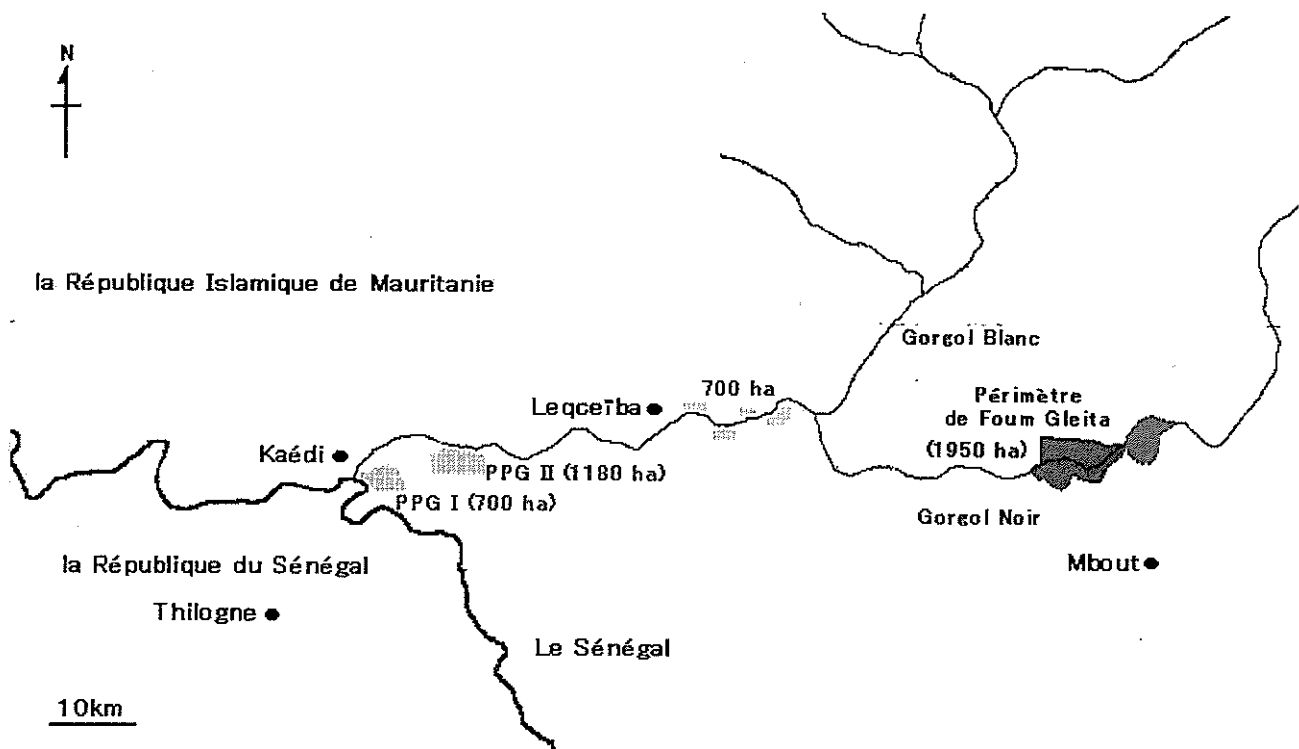 N
la République Islamique de Mauritanie
Gorgol Blanc
700 ha
Leqceïba
Périmètre
de Foum Gleita
(1950 ha)
Kaédi
PPG II (1180 ha)
PPG I (700 ha)
Gorgol Noir
la République du Sénégal
Mbout
Thilogne
Le Sénégal
10km